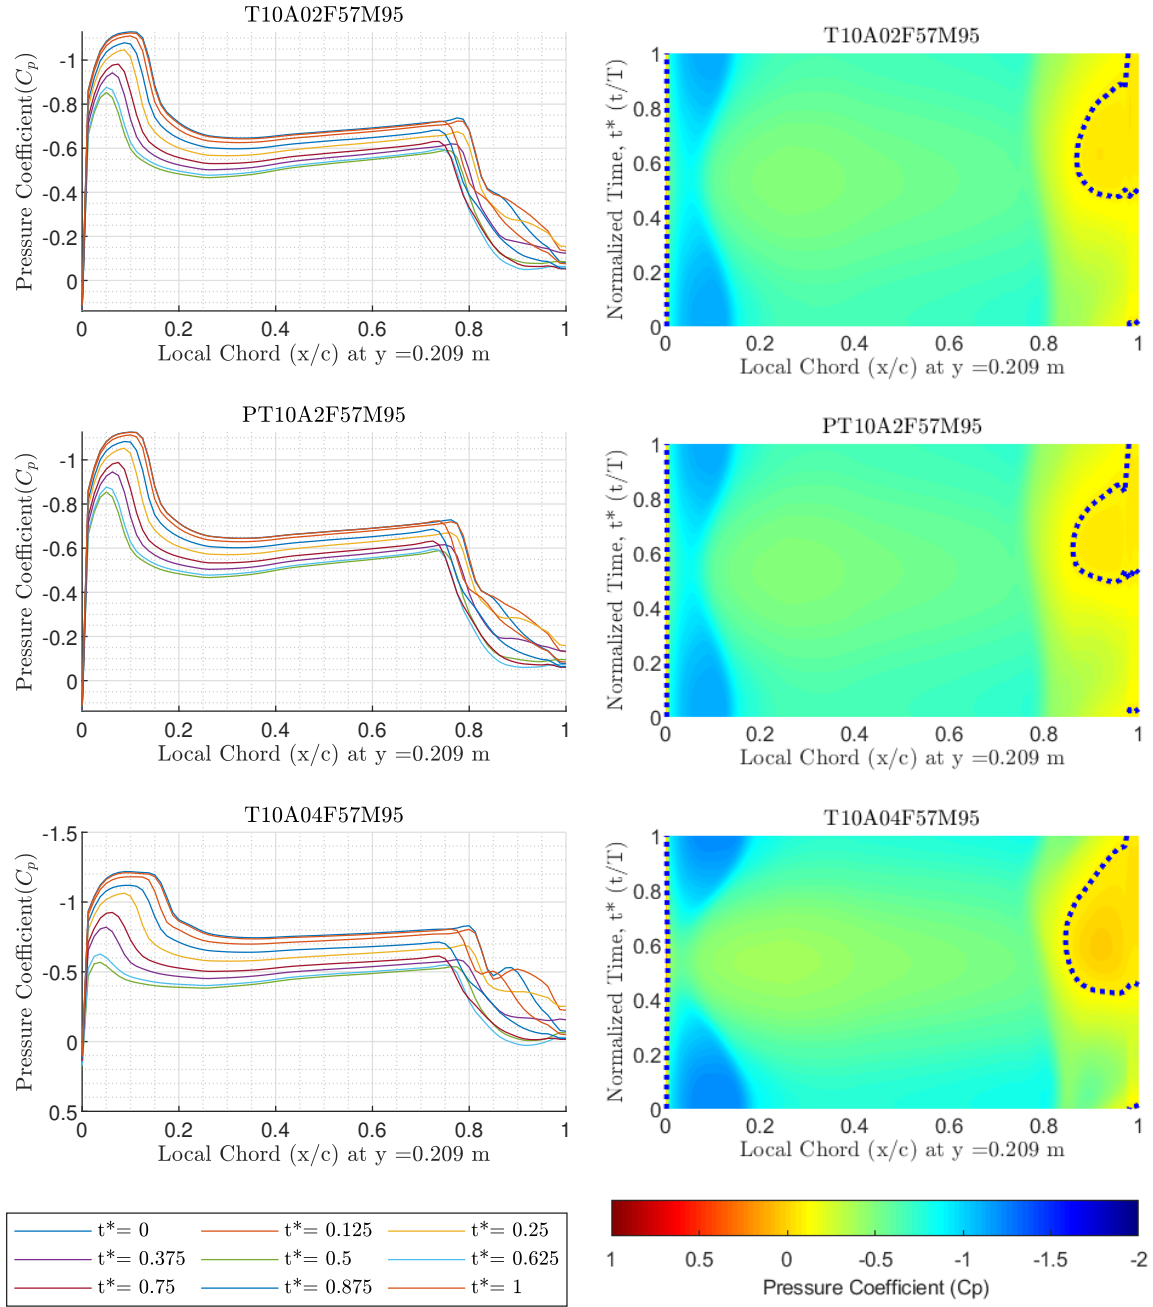 T10A02F57M95
Pressure Coefficient(Cₚ)
-1
-0.8
-0.6
-0.4
-0.2
0
0 0.2 0.4 0.6 0.8 1
Local Chord (x/c) at y =0.209 m
T10A02F57M95
Normalized Time, t* (t/T)
1
0.8
0.6
0.4
0.2
0
0 0.2 0.4 0.6 0.8 1
Local Chord (x/c) at y =0.209 m
PT10A2F57M95
Pressure Coefficient(Cₚ)
-1
-0.8
-0.6
-0.4
-0.2
0
0 0.2 0.4 0.6 0.8 1
Local Chord (x/c) at y =0.209 m
PT10A2F57M95
Normalized Time, t* (t/T)
1
0.8
0.6
0.4
0.2
0
0 0.2 0.4 0.6 0.8 1
Local Chord (x/c) at y =0.209 m
T10A04F57M95
Pressure Coefficient(Cₚ)
-1.5
-1
-0.5
0
0.5
0 0.2 0.4 0.6 0.8 1
Local Chord (x/c) at y =0.209 m
T10A04F57M95
Normalized Time, t* (t/T)
1
0.8
0.6
0.4
0.2
0
0 0.2 0.4 0.6 0.8 1
Local Chord (x/c) at y =0.209 m
t*= 0 t*= 0.125 t*= 0.25
t*= 0.375 t*= 0.5 t*= 0.625
t*= 0.75 t*= 0.875 t*= 1
1 0.5 0 -0.5 -1 -1.5 -2
Pressure Coefficient (Cp)